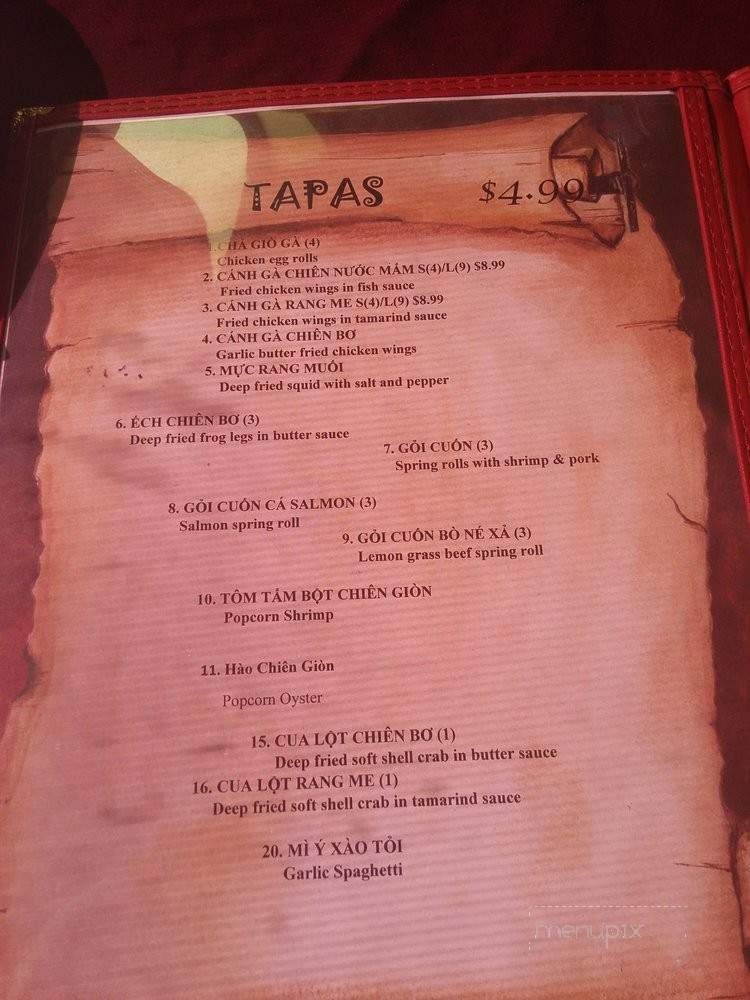 TAPAS $4.99
1. CHẢ GIÒ GÀ (4)
Chicken egg rolls
2. CÁNH GÀ CHIÊN NƯỚC MẮM S(4)/L(9) $8.99
Fried chicken wings in fish sauce
3. CÁNH GÀ RANG ME S(4)/L(9) $8.99
Fried chicken wings in tamarind sauce
4. CÁNH GÀ CHIÊN BƠ
Garlic butter fried chicken wings
5. MỰC RANG MUỐI
Deep fried squid with salt and pepper
6. ẾCH CHIÊN BƠ (3)
Deep fried frog legs in butter sauce
7. GỎI CUỐN (3)
Spring rolls with shrimp & pork
8. GỎI CUỐN CÁ SALMON (3)
Salmon spring roll
9. GỎI CUỐN BÒ NÉ XẢ (3)
Lemon grass beef spring roll
10. TÔM TẨM BỘT CHIÊN GIÒN
Popcorn Shrimp
11. Hào Chiên Giòn
Popcorn Oyster
15. CUA LỘT CHIÊN BƠ (1)
Deep fried soft shell crab in butter sauce
16. CUA LỘT RANG ME (1)
Deep fried soft shell crab in tamarind sauce
20. MÌ Ý XÀO TỎI
Garlic Spaghetti
menupix